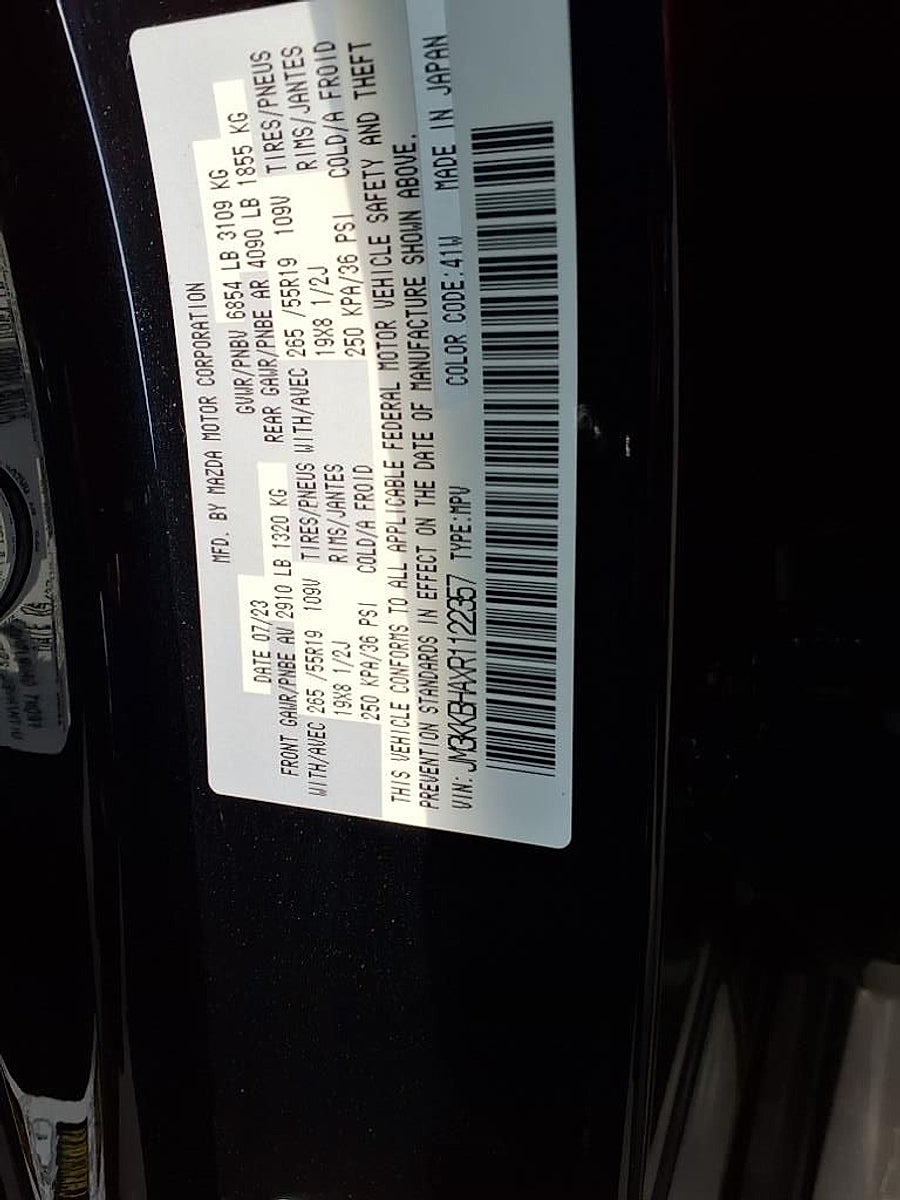 MFD. BY MAZDA MOTOR CORPORATION
DATE 07/23 GVWR/PNBV 6854 LB 3109 KG
FRONT GAWR/PNBE AV 2910 LB 1320 KG REAR GAWR/PNBE AR 4090 LB 1855 KG
WITH/AVEC 265 /55R19 109V TIRES/PNEUS WITH/AVEC 265 /55R19 109V TIRES/PNEUS
19X8 1/2J RIMS/JANTES 19X8 1/2J RIMS/JANTES
250 KPA/36 PSI COLD/A FROID 250 KPA/36 PSI COLD/A FROID
THIS VEHICLE CONFORMS TO ALL APPLICABLE FEDERAL MOTOR VEHICLE SAFETY AND THEFT
PREVENTION STANDARDS IN EFFECT ON THE DATE OF MANUFACTURE SHOWN ABOVE.
VIN: JM3KKBHAXR1122357 TYPE:MPV COLOR CODE:41W MADE IN JAPAN